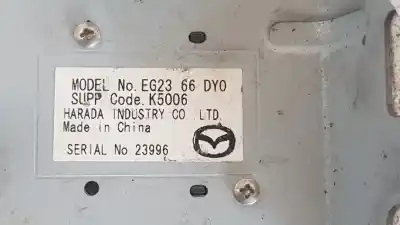 MODEL No. EG23 66 DY0
SUPP Code. K5006
HARADA INDUSTRY CO LTD.
Made in China
SERIAL No 23996